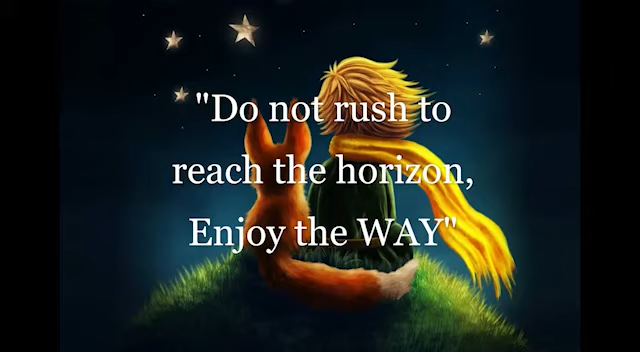 "Do not rush to
reach the horizon,
Enjoy the WAY"